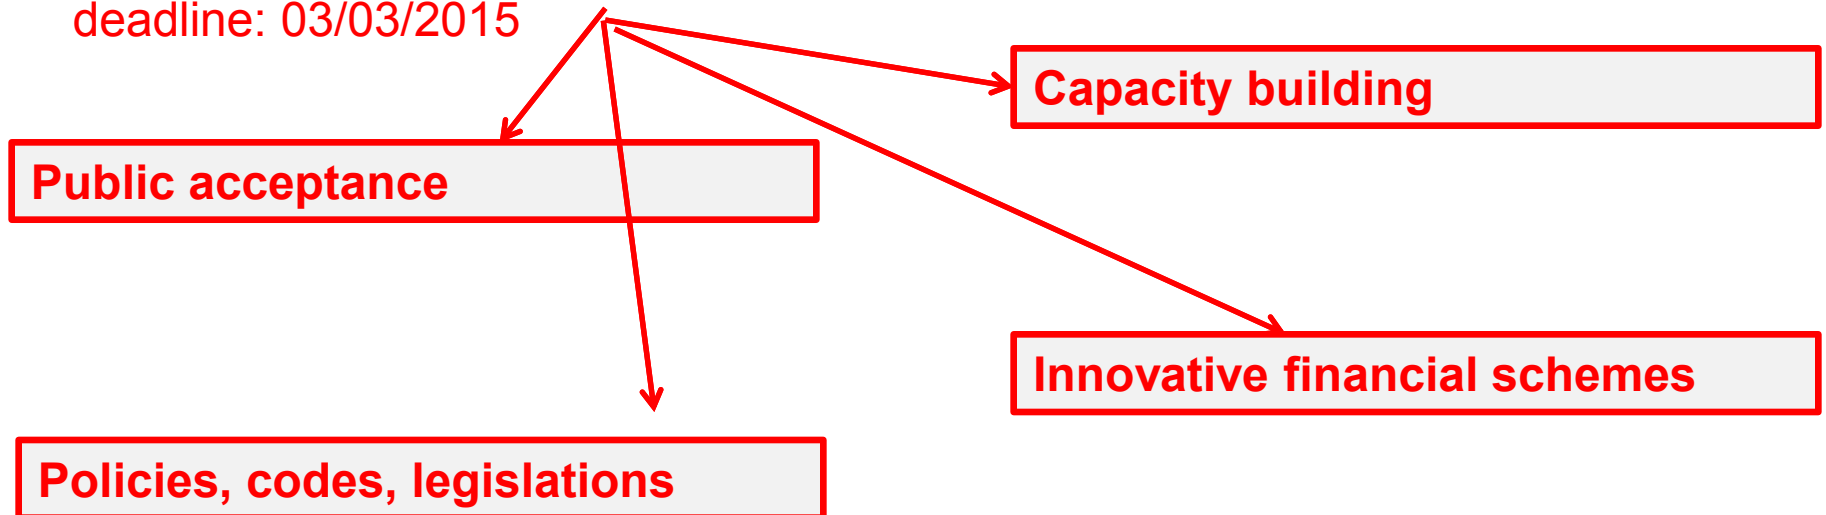 deadline: 03/03/2015
Capacity building
Public acceptance
Innovative financial schemes
Policies, codes, legislations